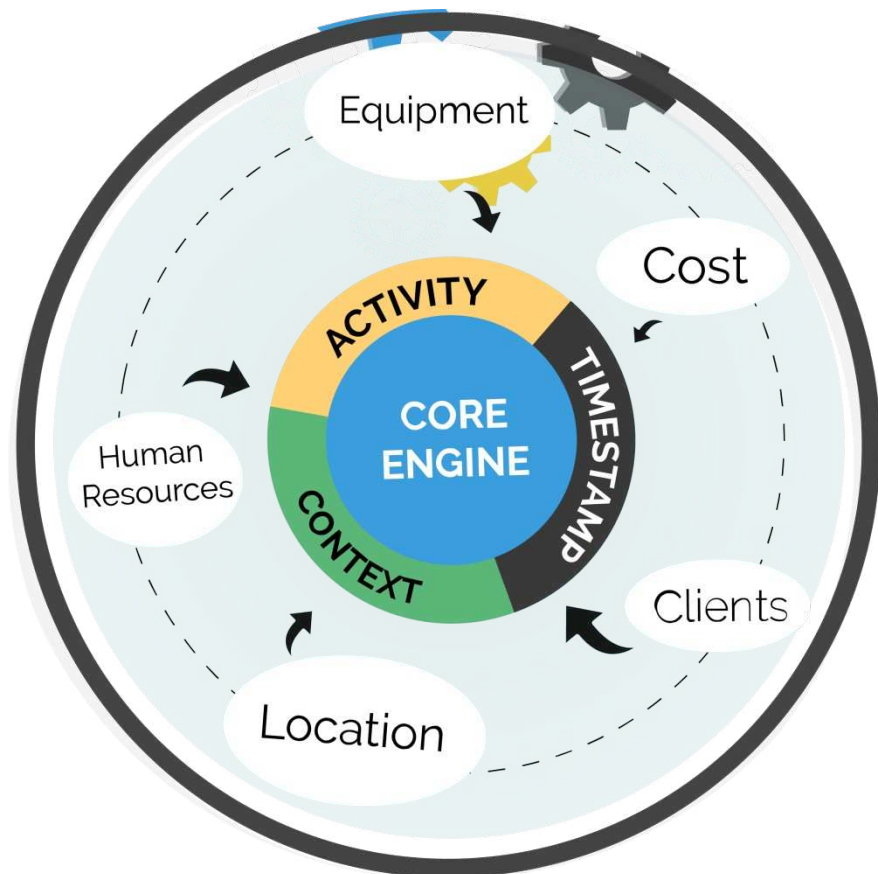 Equipment
Cost
ACTIVITY
TIMESTAMP
CORE
ENGINE
Human
Resources
CONTEXT
Clients
Location